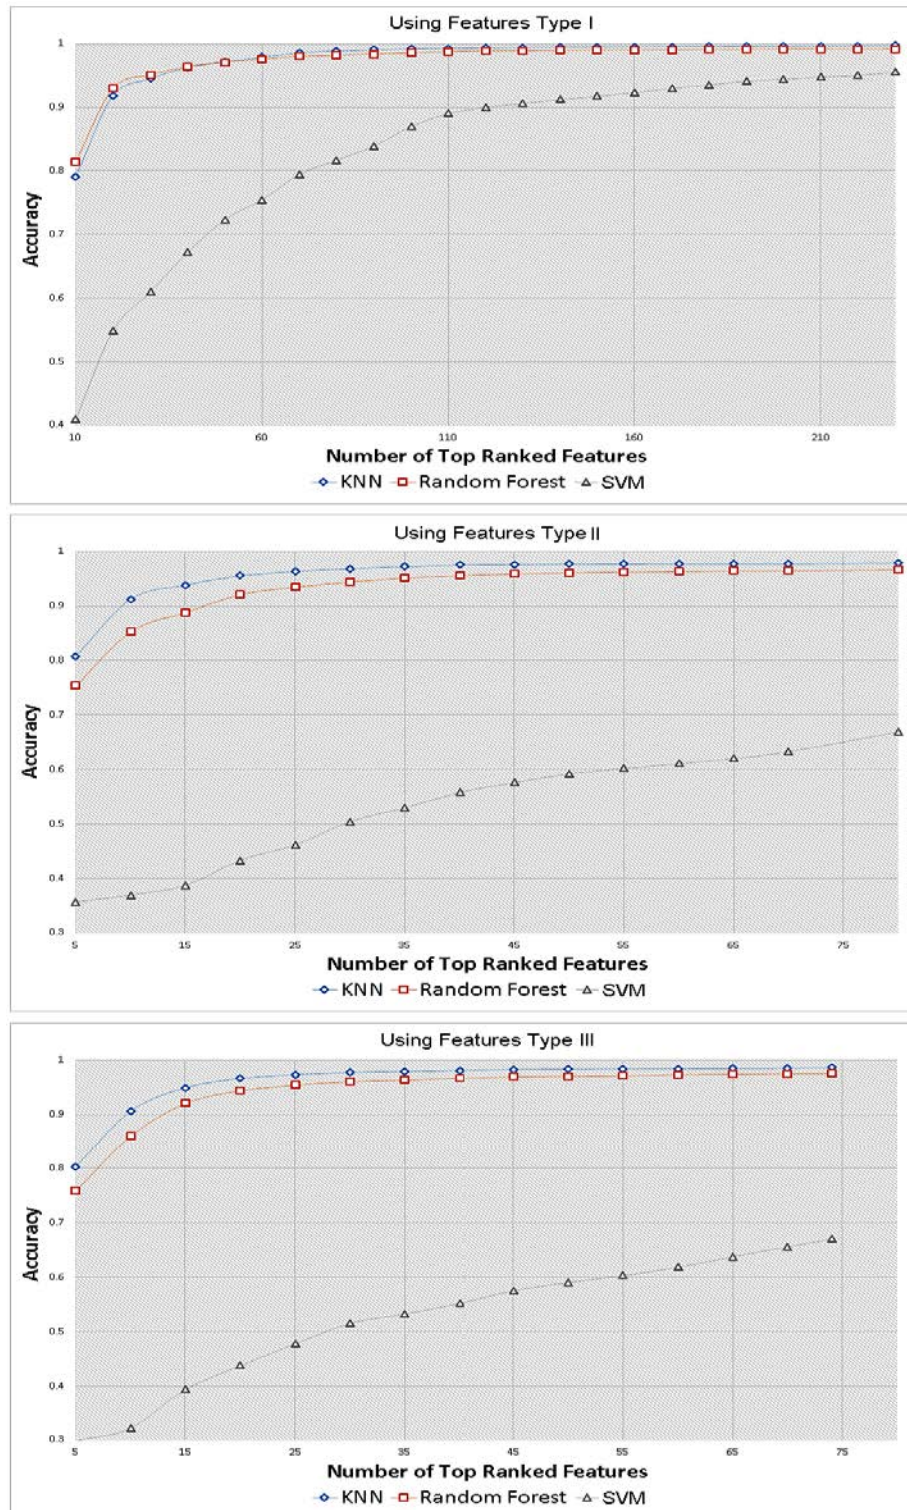 Using Features Type I
1
0.9
0.8
0.7
0.6
0.5
0.4
Accuracy
10 60 110 160 210
Number of Top Ranked Features
KNN Random Forest SVM
Using Features Type II
1
0.9
0.8
0.7
0.6
0.5
0.4
0.3
Accuracy
5 15 25 35 45 55 65 75
Number of Top Ranked Features
KNN Random Forest SVM
Using Features Type III
1
0.9
0.8
0.7
0.6
0.5
0.4
0.3
Accuracy
5 15 25 35 45 55 65 75
Number of Top Ranked Features
KNN Random Forest SVM